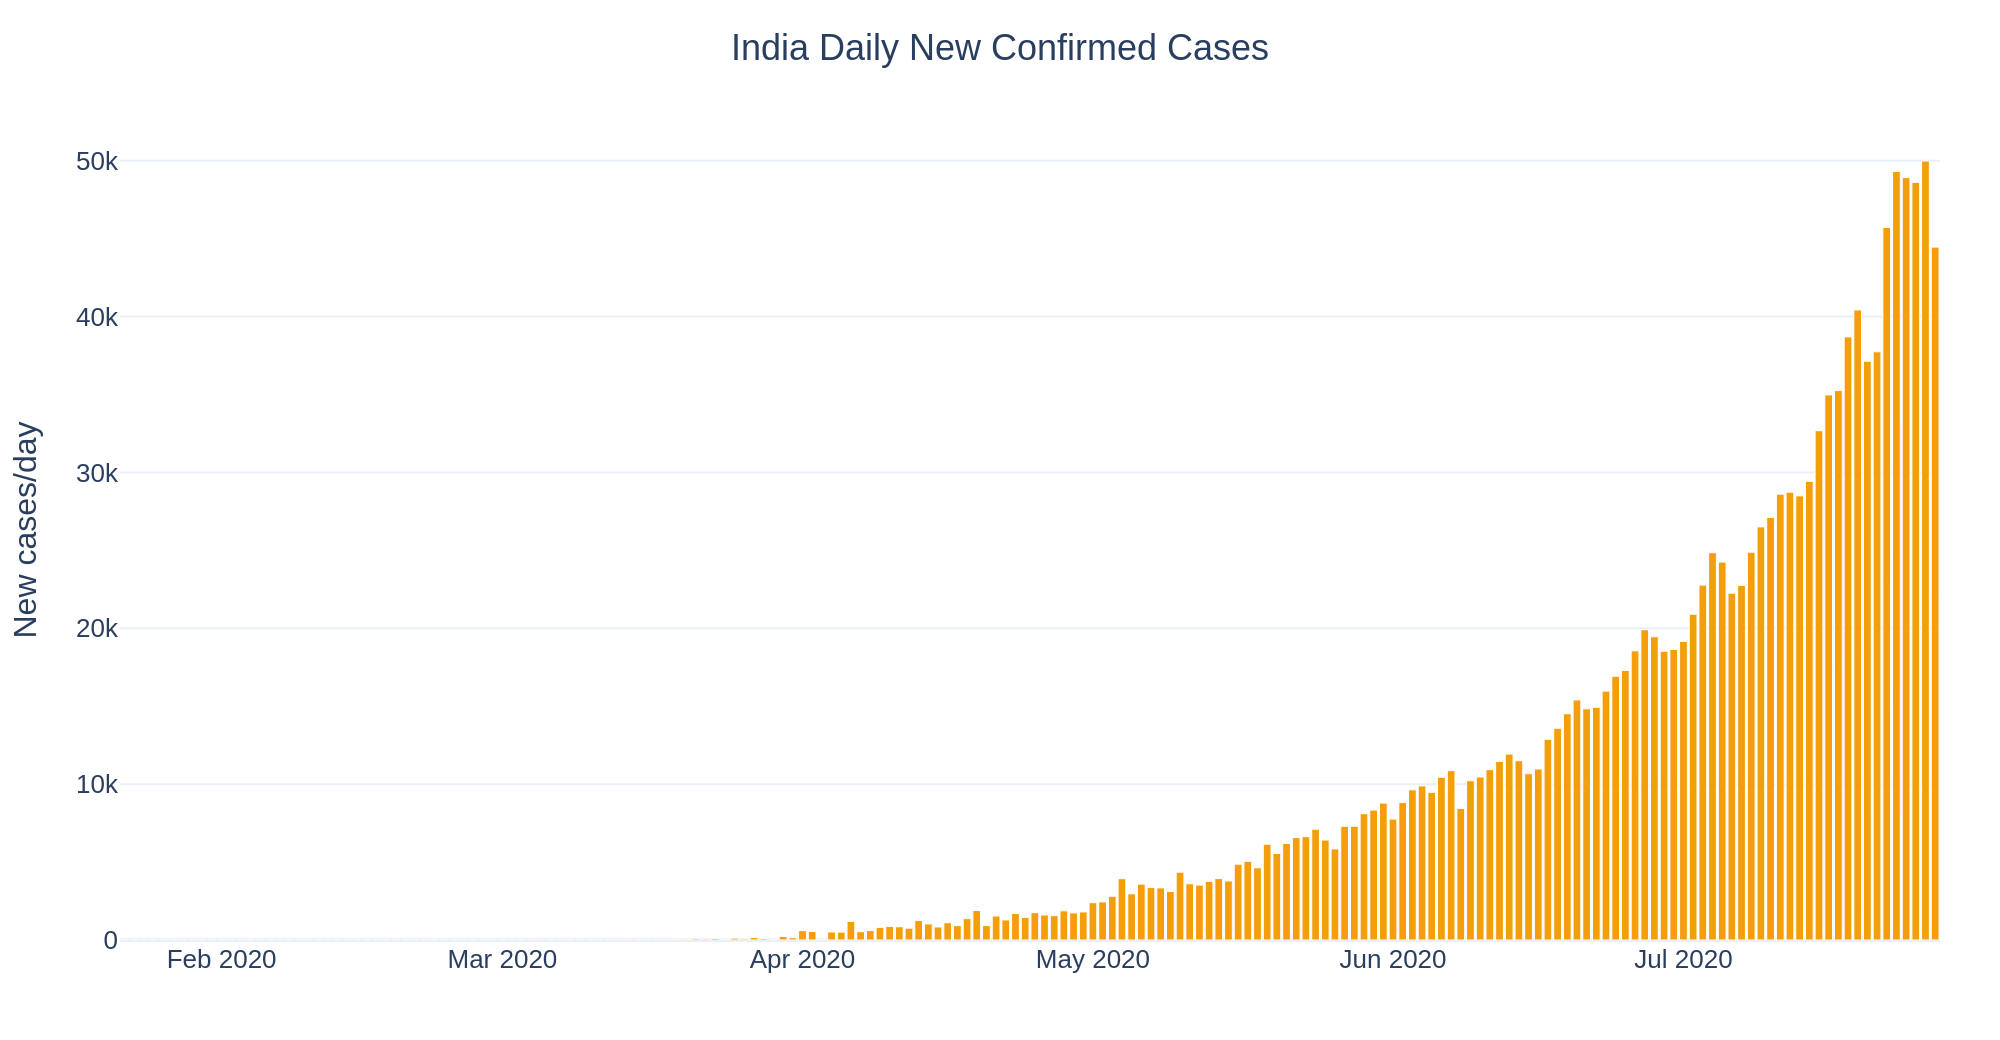 India Daily New Confirmed Cases
New cases/day
50k
40k
30k
20k
10k
0
Feb 2020
Mar 2020
Apr 2020
May 2020
Jun 2020
Jul 2020